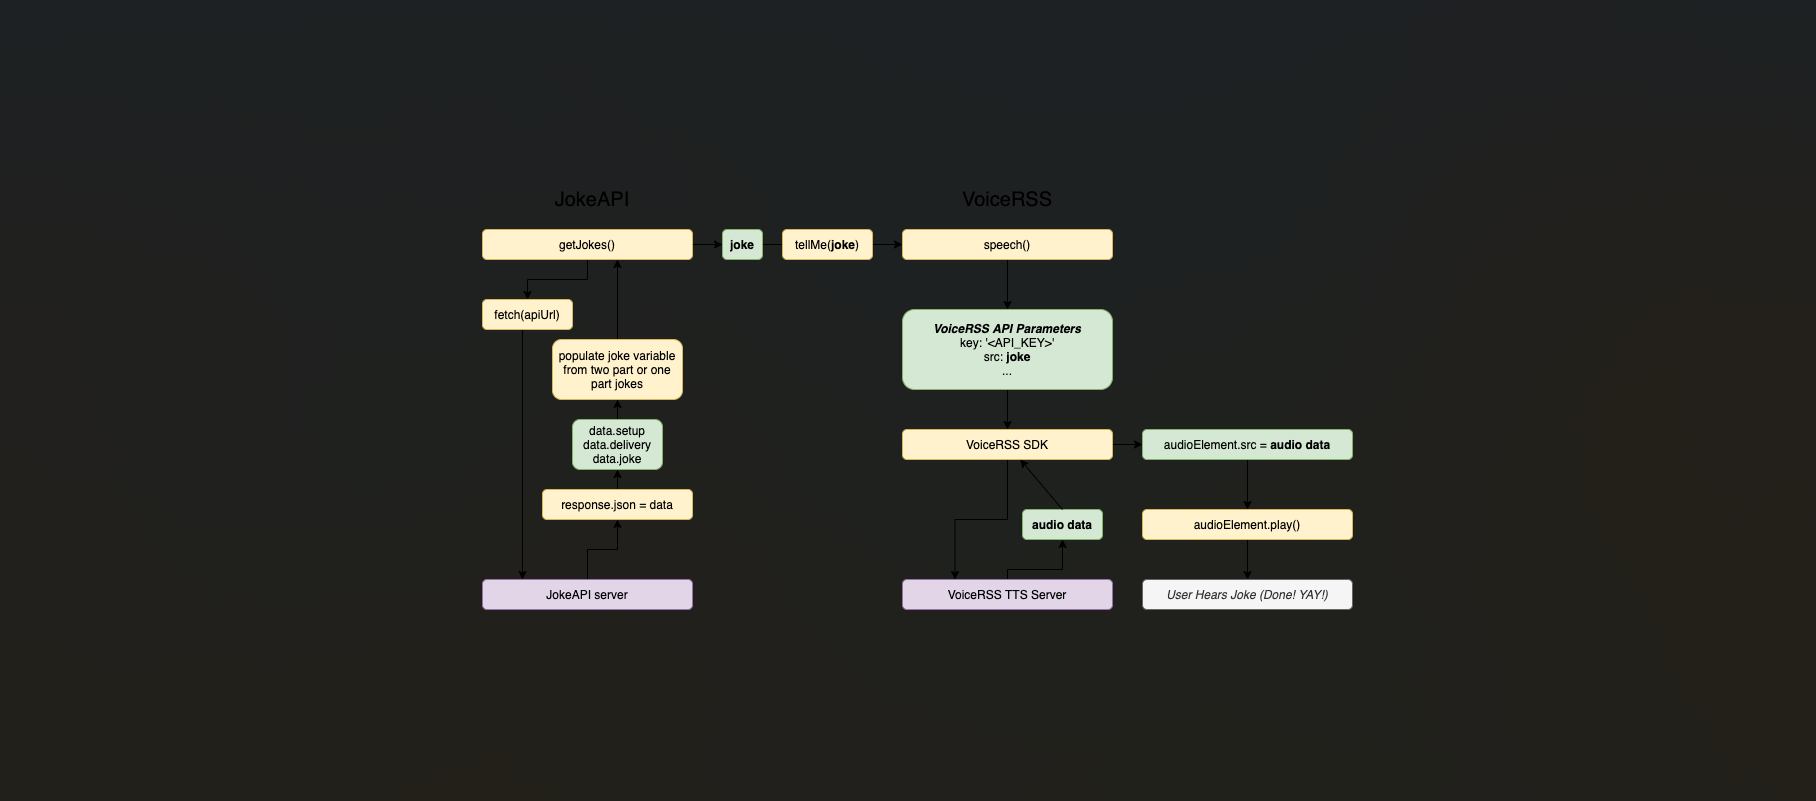 JokeAPI
VoiceRSS
getJokes()
joke
tellMe(joke)
speech()
fetch(apiUrl)
VoiceRSS API Parameters
key: '<API_KEY>'
src: joke
...
populate joke variable
from two part or one
part jokes
data.setup
data.delivery
data.joke
VoiceRSS SDK
audioElement.src = audio data
response.json = data
audio data
audioElement.play()
JokeAPI server
VoiceRSS TTS Server
User Hears Joke (Done! YAY!)